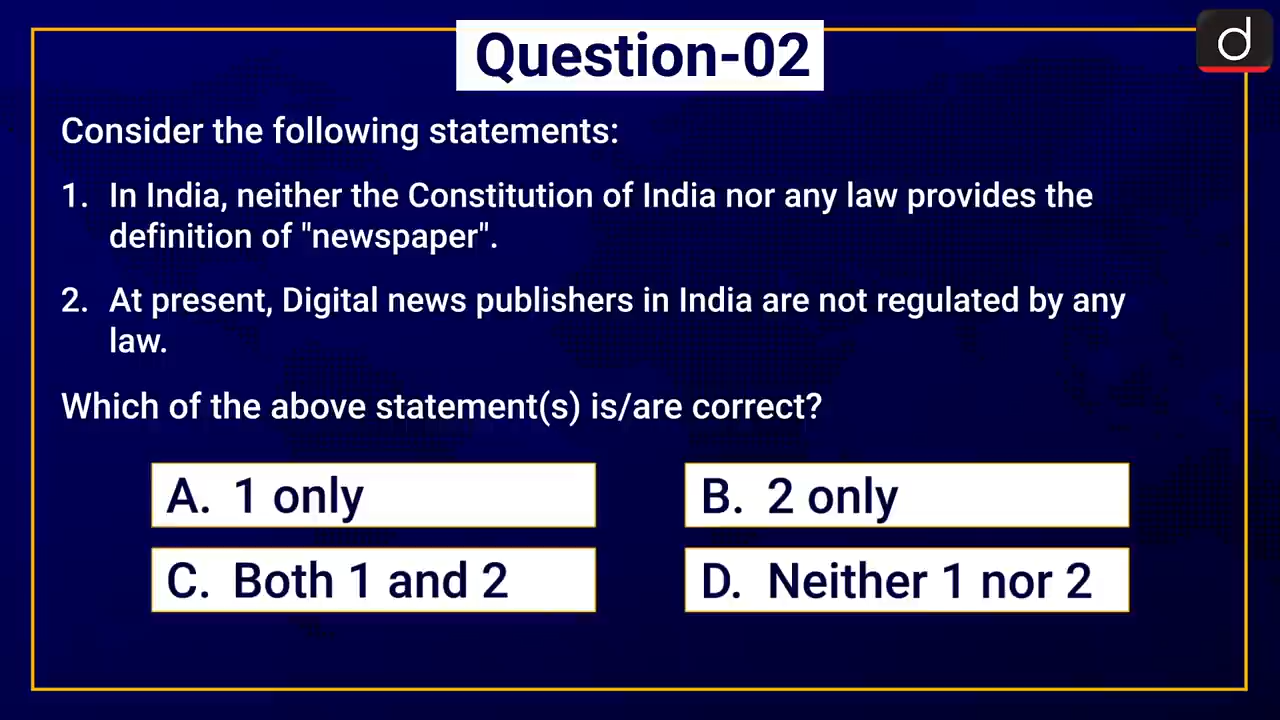 Question-02
d
Consider the following statements:
1. In India, neither the Constitution of India nor any law provides the
definition of "newspaper".
2. At present, Digital news publishers in India are not regulated by any
law.
Which of the above statement(s) is/are correct?
A. 1 only
B. 2 only
C. Both 1 and 2
D. Neither 1 nor 2